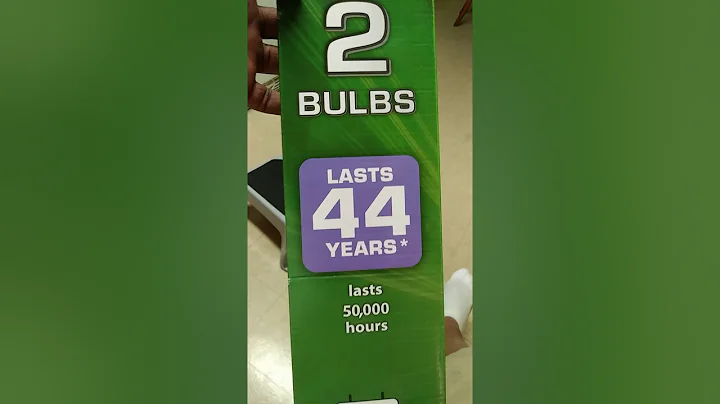 2
BULBS
LASTS
44
YEARS*
lasts
50,000
hours